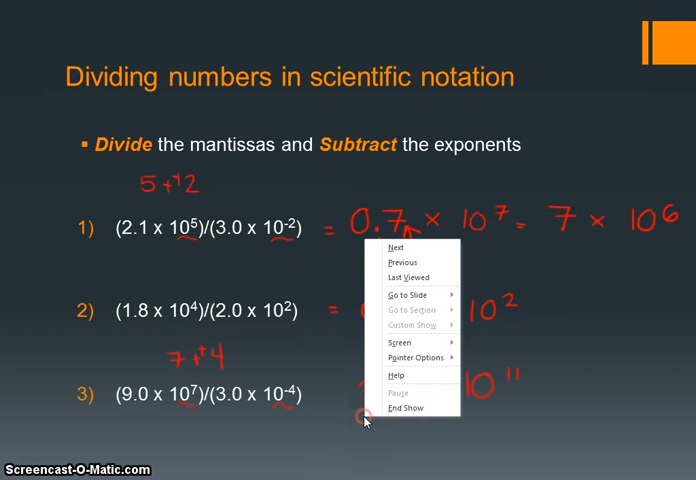 Dividing numbers in scientific notation
▪ Divide the mantissas and Subtract the exponents
5 + +2
1) (2.1 x 10⁵)/(3.0 x 10⁻²) = 0.7 × 10⁷ = 7 × 10⁶
Next
Previous
Last Viewed
Go to Slide
Go to Section
Custom Show
Screen
Pointer Options
Help
Pause
End Show
2) (1.8 x 10⁴)/(2.0 x 10²) = 10²
7 + +4
3) (9.0 x 10⁷)/(3.0 x 10⁻⁴) 10¹¹
Screencast-O-Matic.com